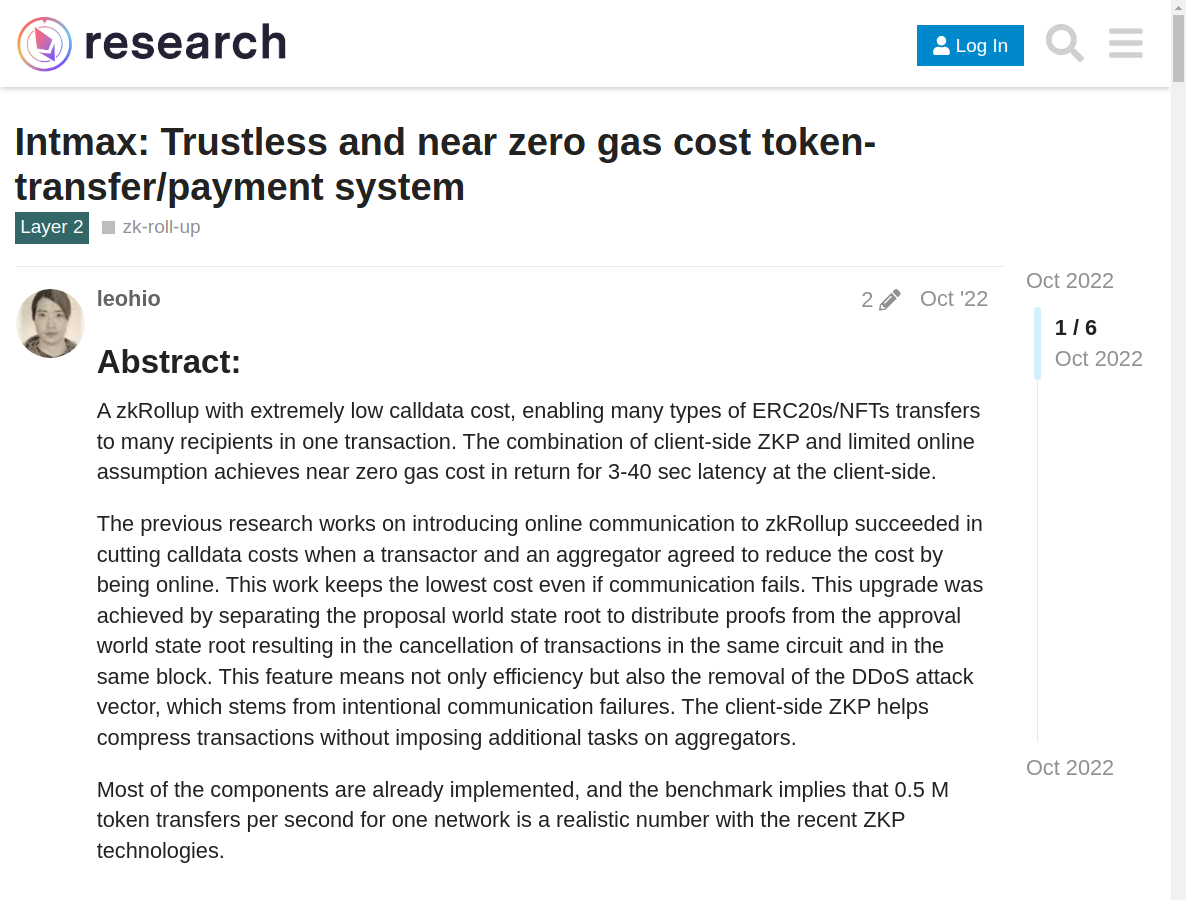 research
Log In
Intmax: Trustless and near zero gas cost token-
transfer/payment system
Layer 2 zk-roll-up
leohio 2 Oct '22
Abstract:
A zkRollup with extremely low calldata cost, enabling many types of ERC20s/NFTs transfers
to many recipients in one transaction. The combination of client-side ZKP and limited online
assumption achieves near zero gas cost in return for 3-40 sec latency at the client-side.
The previous research works on introducing online communication to zkRollup succeeded in
cutting calldata costs when a transactor and an aggregator agreed to reduce the cost by
being online. This work keeps the lowest cost even if communication fails. This upgrade was
achieved by separating the proposal world state root to distribute proofs from the approval
world state root resulting in the cancellation of transactions in the same circuit and in the
same block. This feature means not only efficiency but also the removal of the DDoS attack
vector, which stems from intentional communication failures. The client-side ZKP helps
compress transactions without imposing additional tasks on aggregators.
Most of the components are already implemented, and the benchmark implies that 0.5 M
token transfers per second for one network is a realistic number with the recent ZKP
technologies.
Oct 2022
1 / 6
Oct 2022
Oct 2022